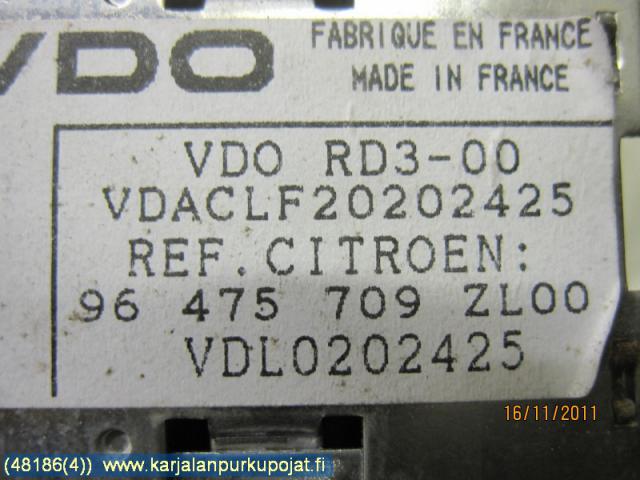 VDO
FABRIQUE EN FRANCE
MADE IN FRANCE
VDO RD3-00
VDACLF20202425
REF.CITROEN:
96 475 709 ZL00
VDL0202425
16/11/2011
(48186(4)) www.karjalanpurkupojat.fi